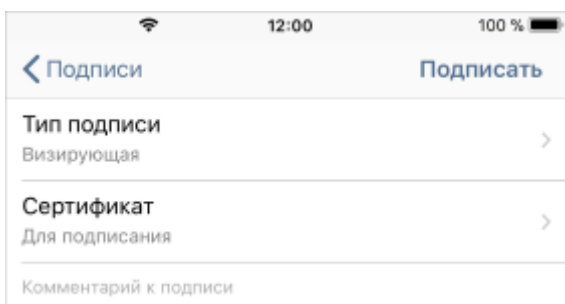 12:00 100 %
Подписи Подписать
Тип подписи
Визирующая
Сертификат
Для подписания
Комментарий к подписи